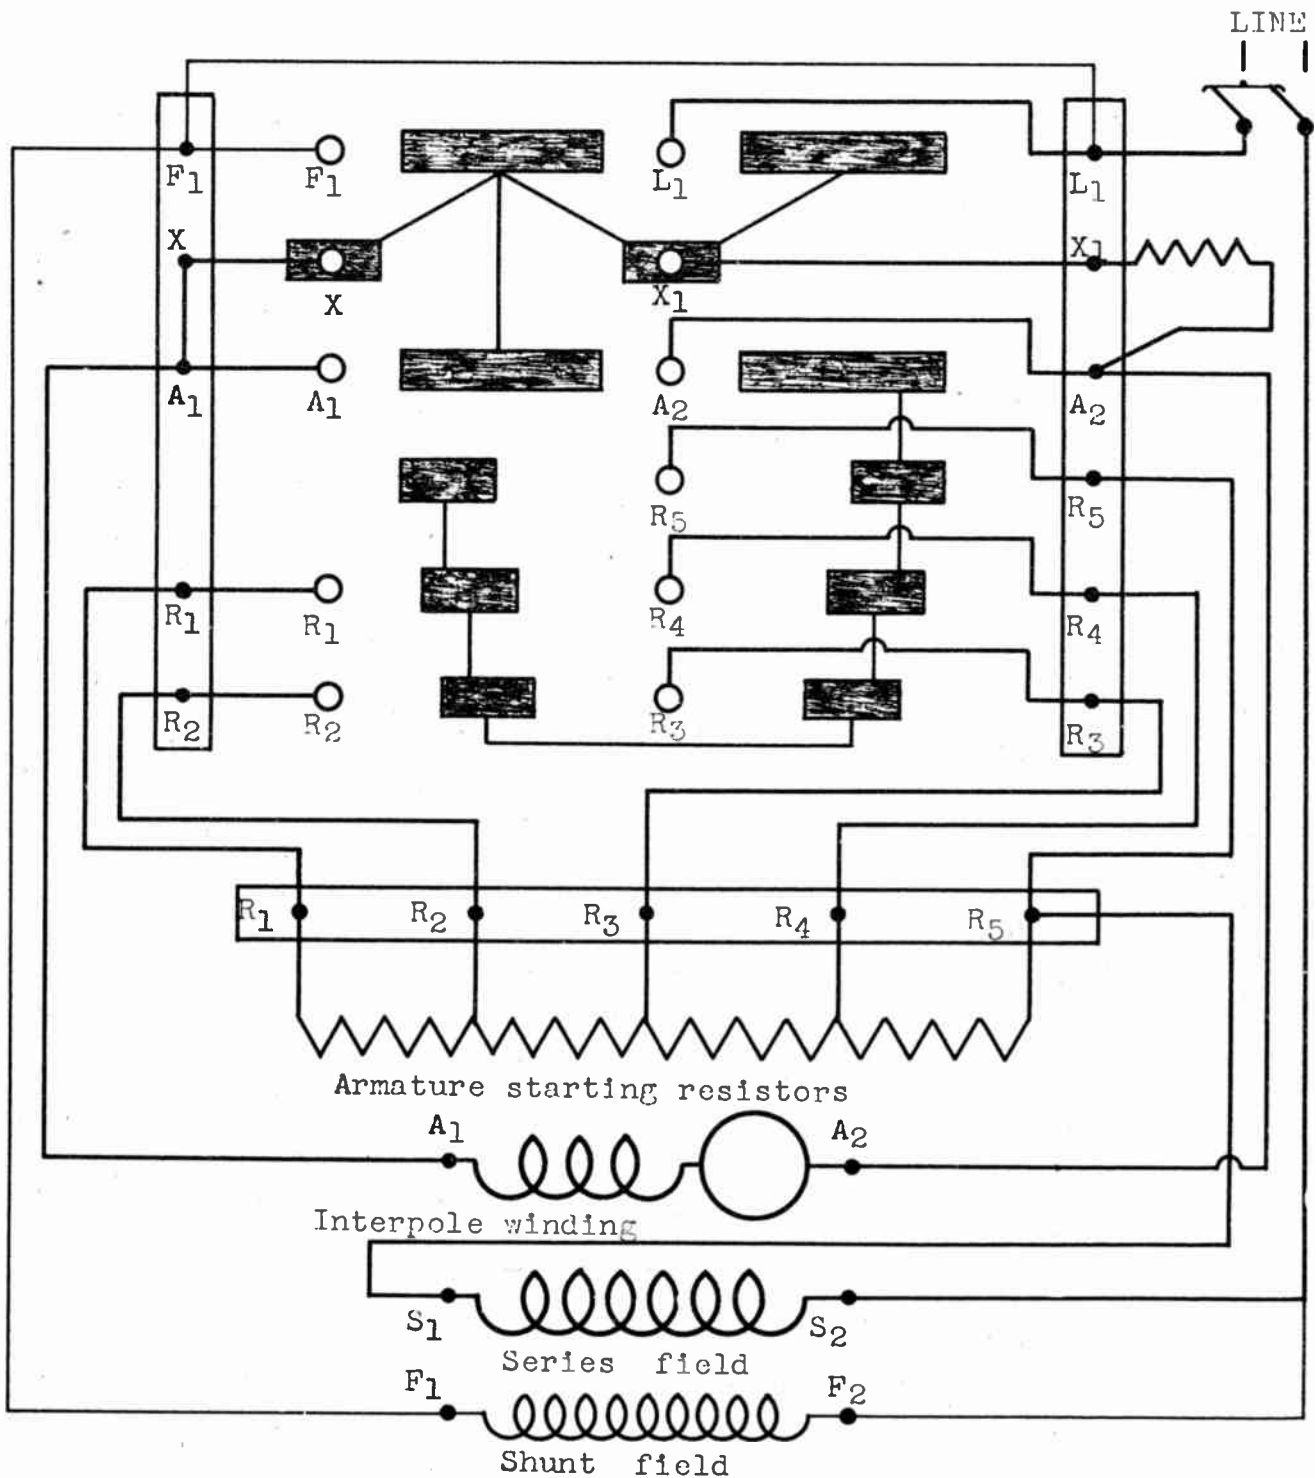 LINE
F1 F1 L1 L1
X X X1 X1
A1 A1 A2 A2
R5 R5
R1 R1 R4 R4
R2 R2 R3 R3
R1 R2 R3 R4 R5
Armature starting resistors
A1 A2
Interpole winding
S1 S2
Series field
F1 F2
Shunt field